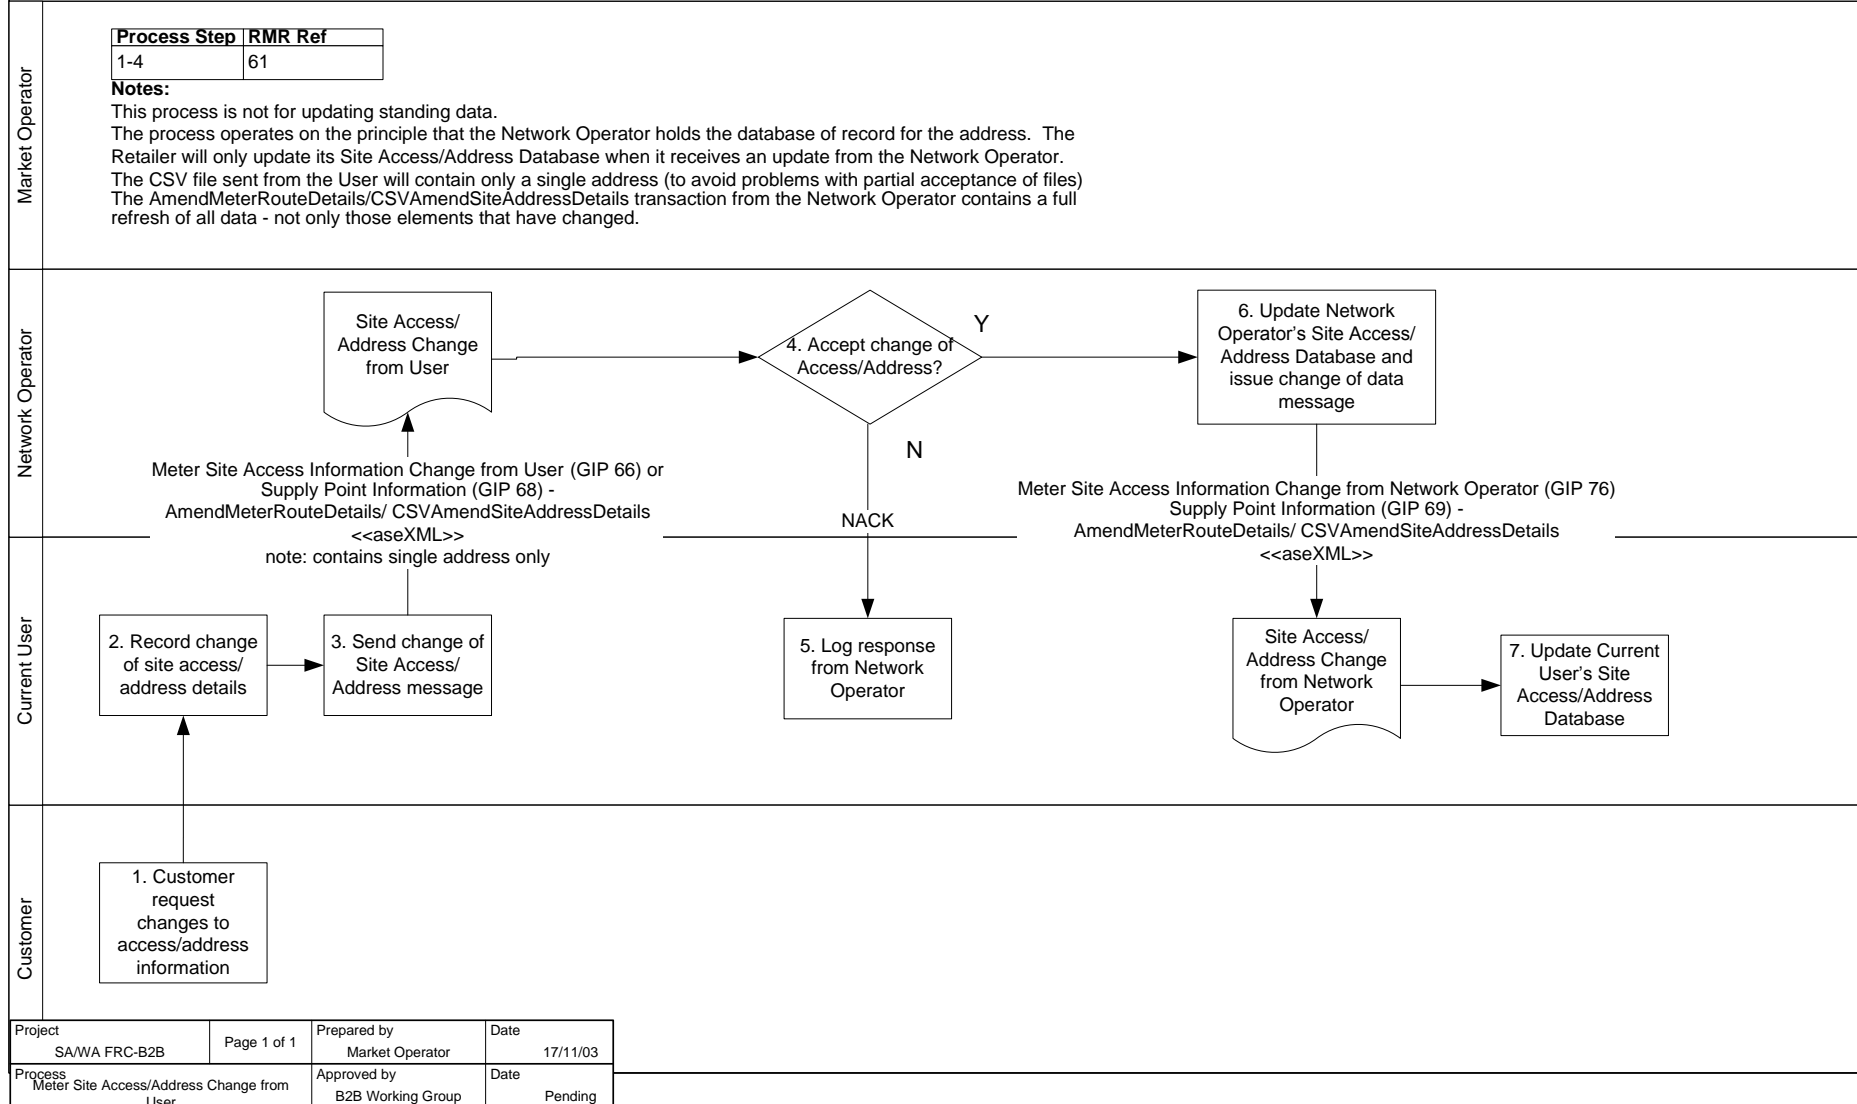 Process Step RMR Ref
1-4 61
Notes:
This process is not for updating standing data.
The process operates on the principle that the Network Operator holds the database of record for the address.  The
Retailer will only update its Site Access/Address Database when it receives an update from the Network Operator.
The CSV file sent from the User will contain only a single address (to avoid problems with partial acceptance of files)
The AmendMeterRouteDetails/CSVAmendSiteAddressDetails transaction from the Network Operator contains a full
refresh of all data - not only those elements that have changed.
Market Operator
Network Operator
Site Access/
Address Change
from User
4. Accept change of
Access/Address?
Y
N
NACK
6. Update Network
Operator's Site Access/
Address Database and
issue change of data
message
Meter Site Access Information Change from User (GIP 66) or
Supply Point Information (GIP 68) -
AmendMeterRouteDetails/ CSVAmendSiteAddressDetails
<<aseXML>>
note: contains single address only
Meter Site Access Information Change from Network Operator (GIP 76)
Supply Point Information (GIP 69) -
AmendMeterRouteDetails/ CSVAmendSiteAddressDetails
<<aseXML>>
Current User
2. Record change
of site access/
address details
3. Send change of
Site Access/
Address message
5. Log response
from Network
Operator
Site Access/
Address Change
from Network
Operator
7. Update Current
User's Site
Access/Address
Database
Customer
1. Customer
request
changes to
access/address
information
Project
SA/WA FRC-B2B
Page 1 of 1
Prepared by
Market Operator
Date
17/11/03
Process
Meter Site Access/Address Change from
User
Approved by
B2B Working Group
Date
Pending